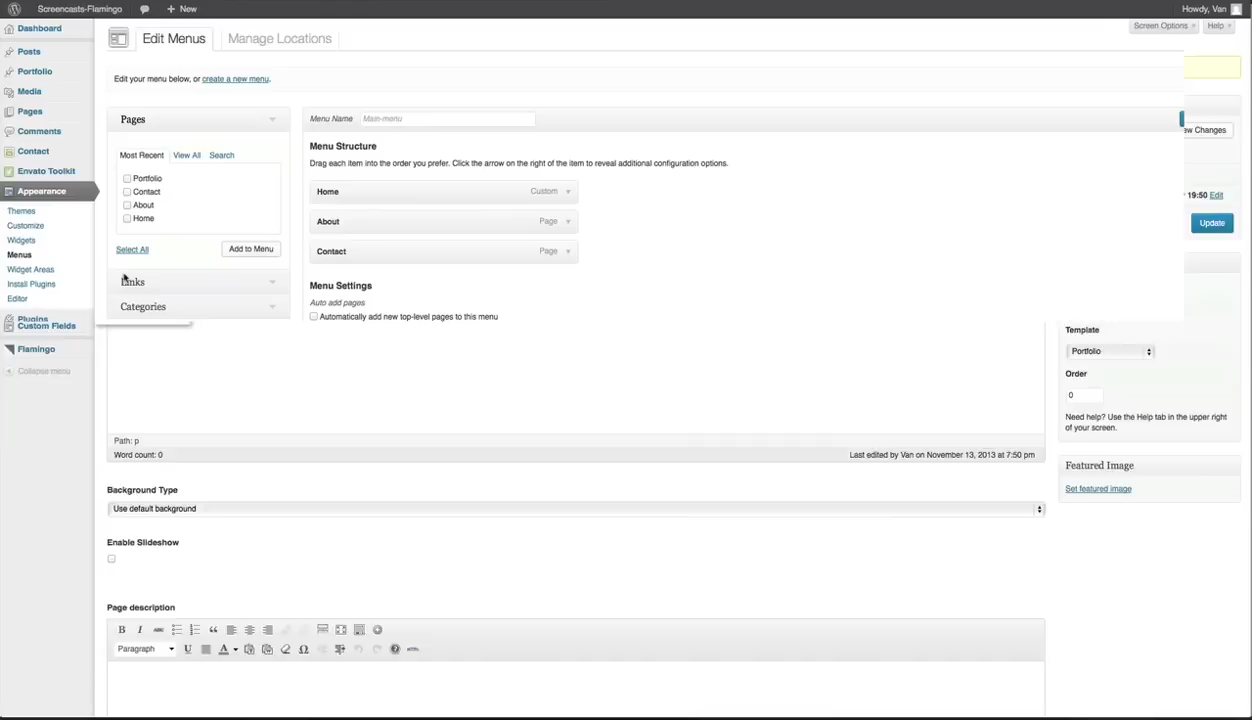 Screencasts-Flamingo
New
Howdy, Van
Dashboard
Posts
Portfolio
Media
Pages
Comments
Contact
Envato Toolkit
Appearance
Themes
Customize
Widgets
Menus
Widget Areas
Install Plugins
Editor
Plugins
Custom Fields
Flamingo
Collapse menu
Edit Menus
Manage Locations
Screen Options
Help
Edit your menu below, or create a new menu.
Pages
Most Recent
View All
Search
Portfolio
Contact
About
Home
Select All
Add to Menu
Links
Categories
Menu Name
Main-menu
Menu Structure
Drag each item into the order you prefer. Click the arrow on the right of the item to reveal additional configuration options.
Home
Custom
About
Page
Contact
Page
Menu Settings
Auto add pages
Automatically add new top-level pages to this menu
Changes
19:50 Edit
Update
Template
Portfolio
Order
0
Need help? Use the Help tab in the upper right
of your screen.
Featured Image
Set featured image
Path: p
Word count: 0
Last edited by Van on November 13, 2013 at 7:50 pm
Background Type
Use default background
Enable Slideshow
Page description
B
I
ABC
Paragraph
U
A
Ω
HTML